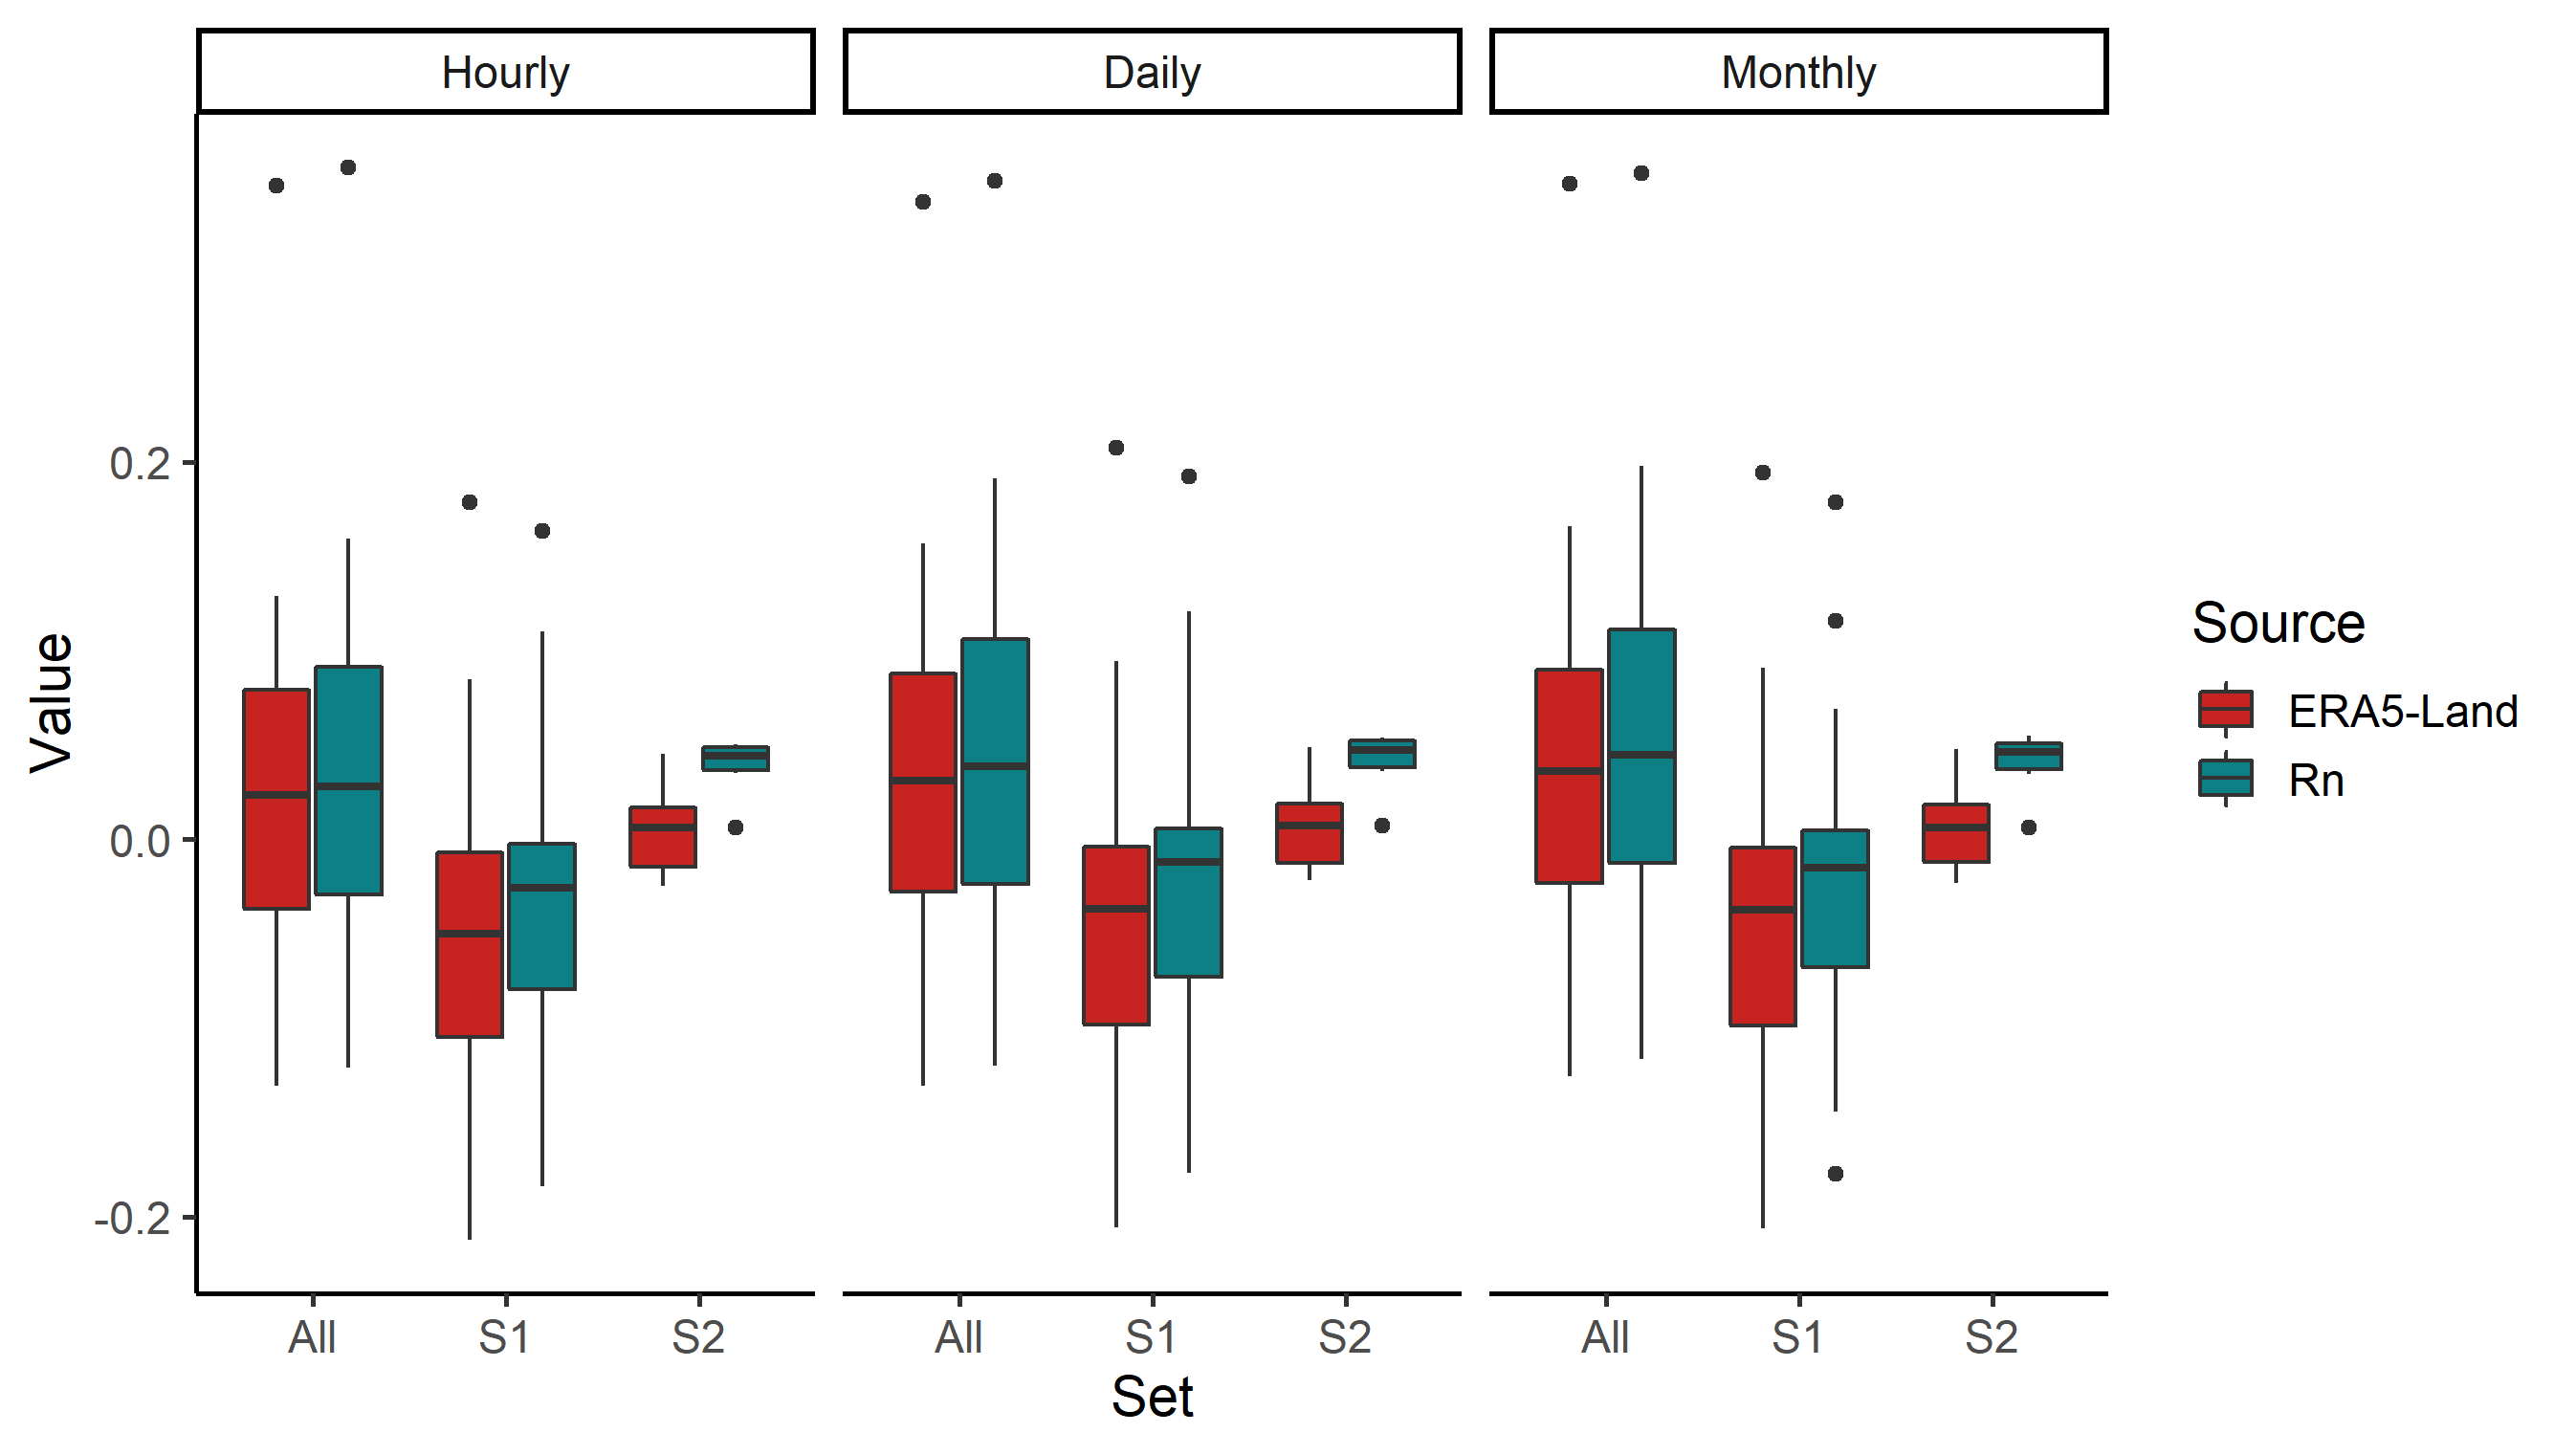 Hourly Daily Monthly
Value
0.2
0.0
-0.2
All S1 S2 All S1 S2 All S1 S2
Set
Source
ERA5-Land
Rn